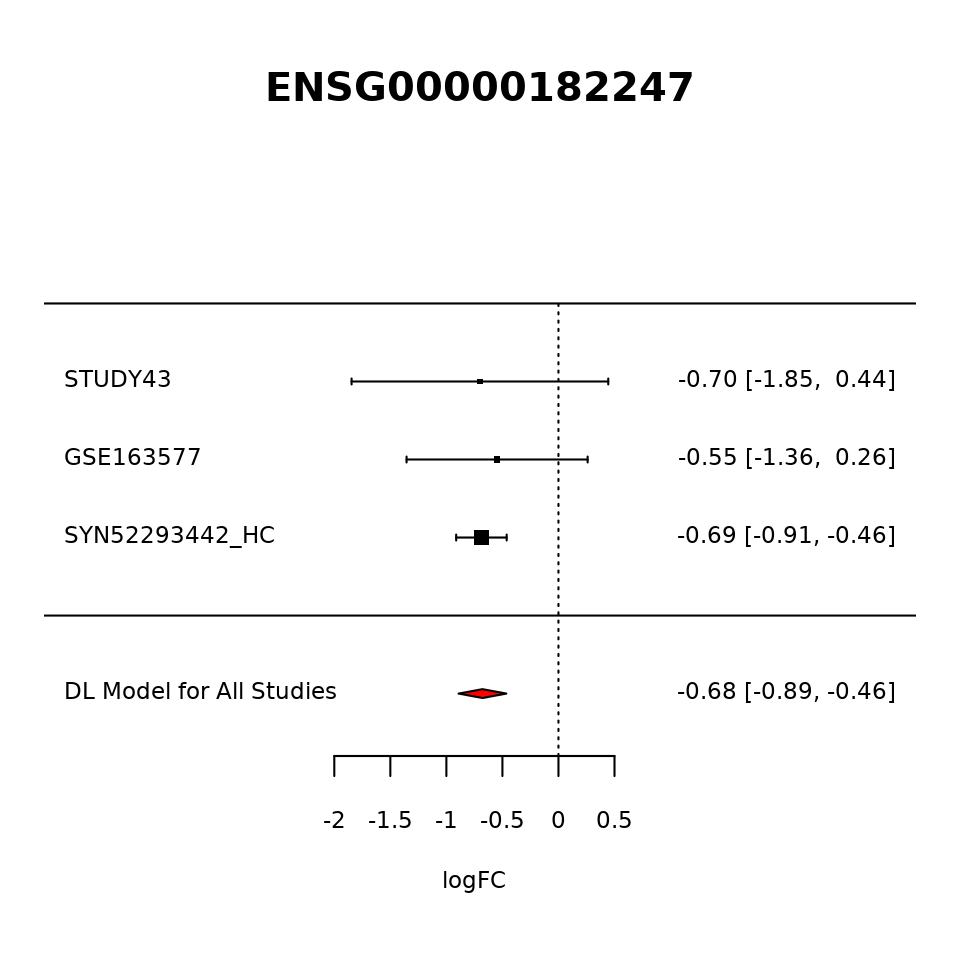 ENSG00000182247
STUDY43 -0.70 [-1.85, 0.44]
GSE163577 -0.55 [-1.36, 0.26]
SYN52293442_HC -0.69 [-0.91, -0.46]
DL Model for All Studies -0.68 [-0.89, -0.46]
-2 -1.5 -1 -0.5 0 0.5
logFC